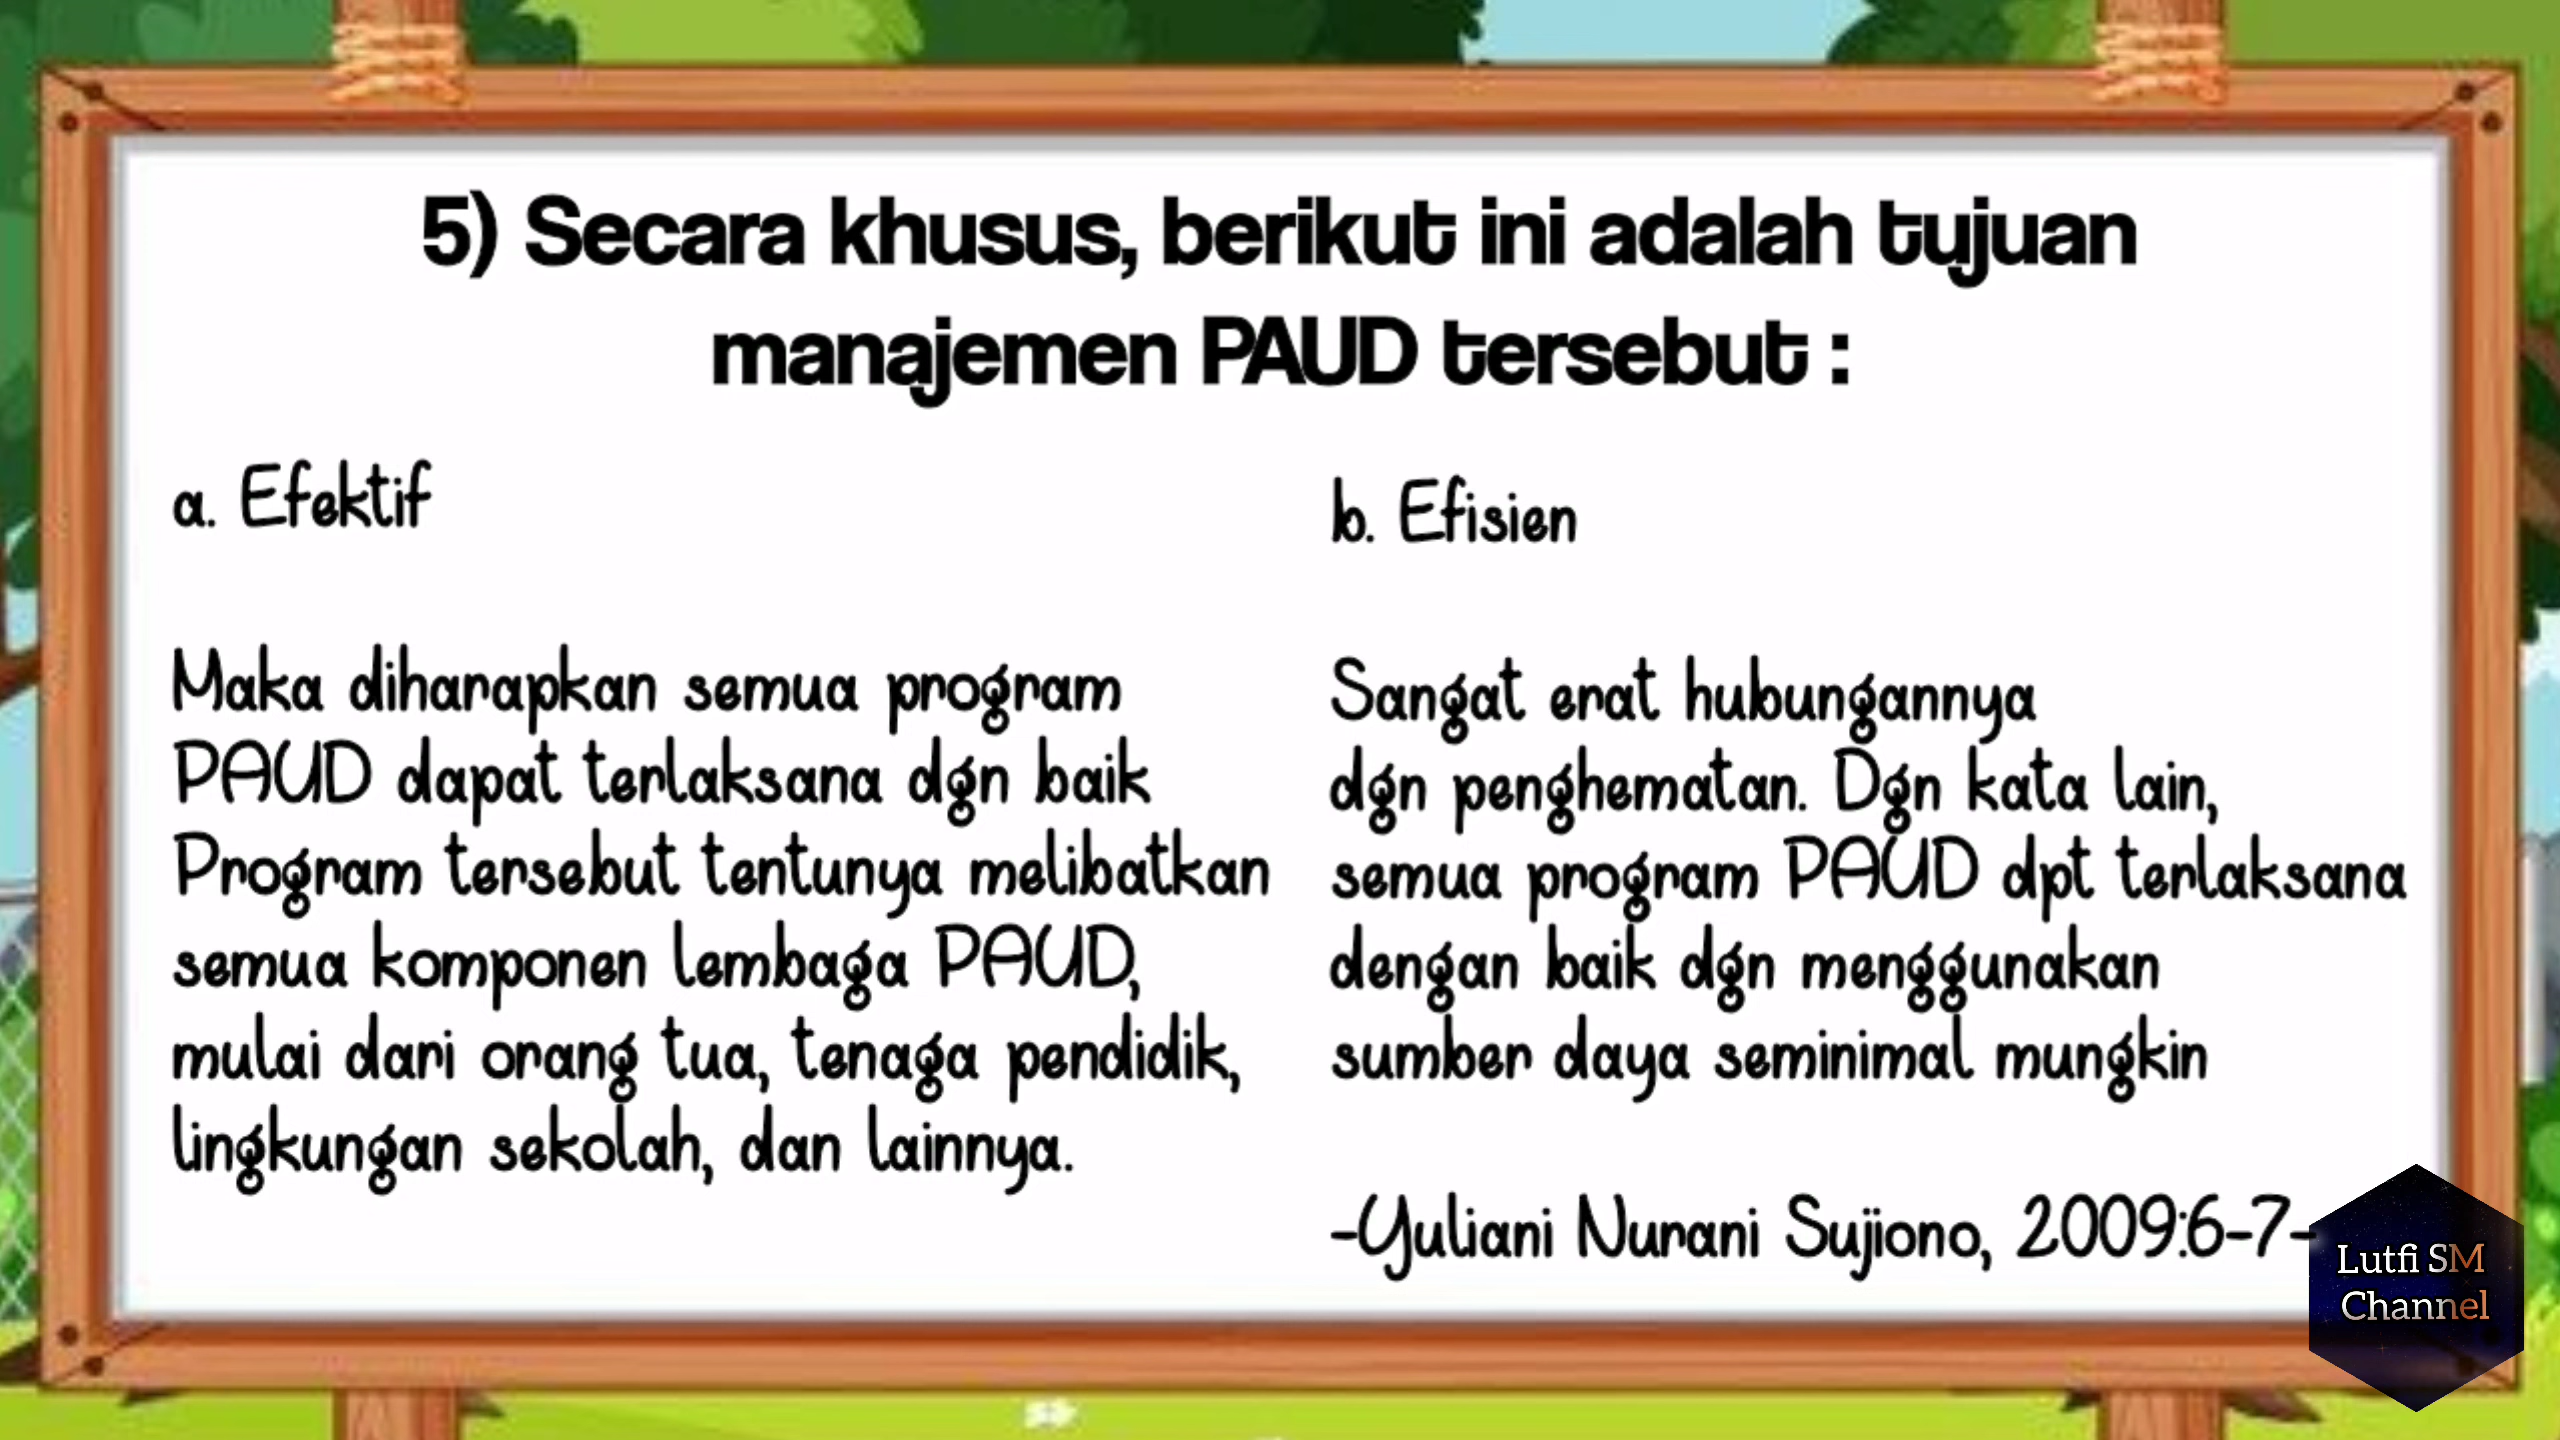 5) Secara khusus, berikut ini adalah tujuan
manajemen PAUD tersebut :
a. Efektif
Maka diharapkan semua program
PAUD dapat terlaksana dgn baik
Program tersebut tentunya melibatkan
semua komponen lembaga PAUD,
mulai dari orang tua, tenaga pendidik,
lingkungan sekolah, dan lainnya.
b. Efisien
Sangat erat hubungannya
dgn penghematan. Dgn kata lain,
semua program PAUD dpt terlaksana
dengan baik dgn menggunakan
sumber daya seminimal mungkin
-Yuliani Nurani Sujiono, 2009:6-7-
Lutfi SM
Channel